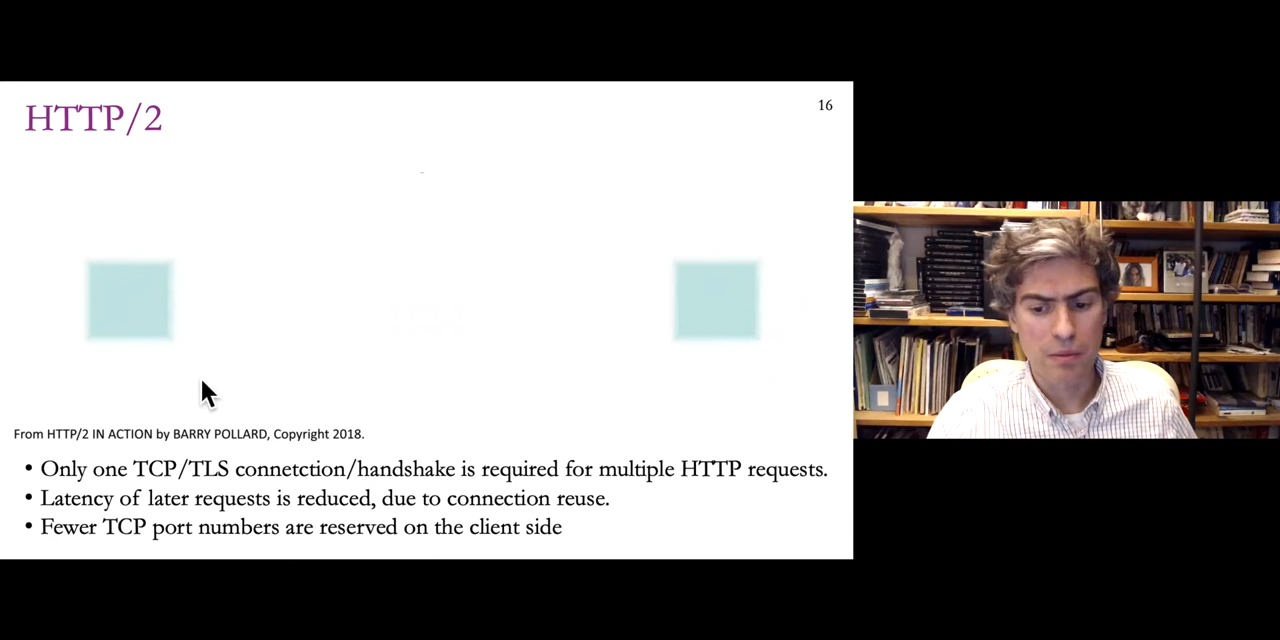 HTTP/2
16
From HTTP/2 IN ACTION by BARRY POLLARD, Copyright 2018.
• Only one TCP/TLS connetction/handshake is required for multiple HTTP requests.
• Latency of later requests is reduced, due to connection reuse.
• Fewer TCP port numbers are reserved on the client side